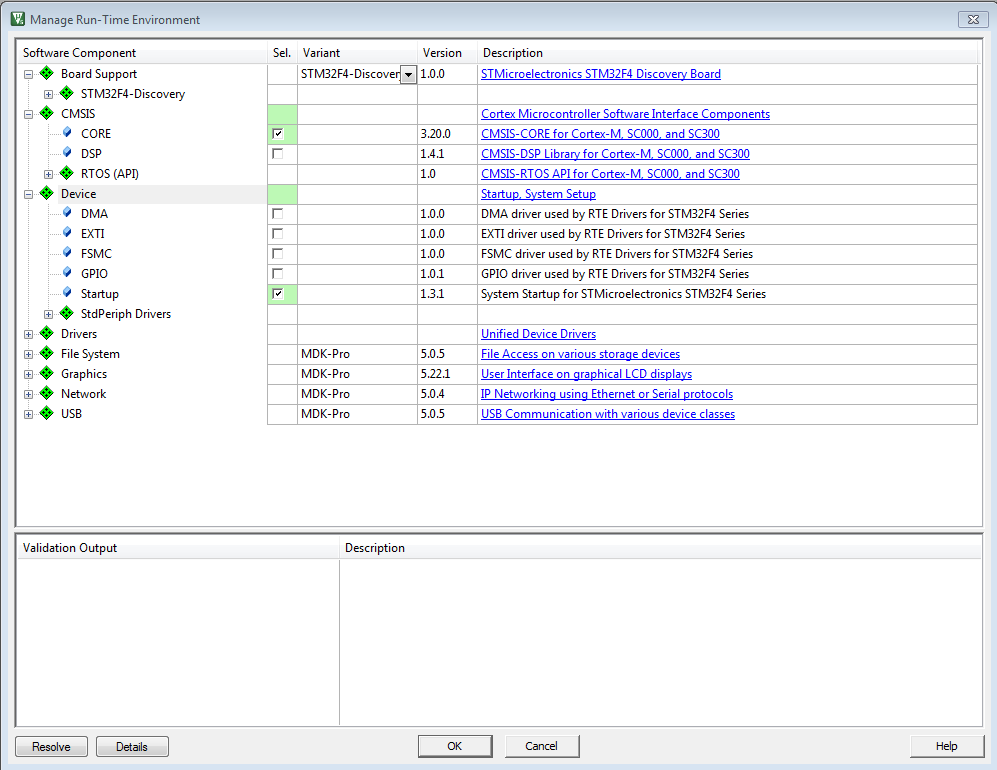 Manage Run-Time Environment
Software Component Sel. Variant Version Description
Board Support STM32F4-Discover 1.0.0 STMicroelectronics STM32F4 Discovery Board
STM32F4-Discovery
CMSIS Cortex Microcontroller Software Interface Components
CORE 3.20.0 CMSIS-CORE for Cortex-M, SC000, and SC300
DSP 1.4.1 CMSIS-DSP Library for Cortex-M, SC000, and SC300
RTOS (API) 1.0 CMSIS-RTOS API for Cortex-M, SC000, and SC300
Device Startup, System Setup
DMA 1.0.0 DMA driver used by RTE Drivers for STM32F4 Series
EXTI 1.0.0 EXTI driver used by RTE Drivers for STM32F4 Series
FSMC 1.0.0 FSMC driver used by RTE Drivers for STM32F4 Series
GPIO 1.0.1 GPIO driver used by RTE Drivers for STM32F4 Series
Startup 1.3.1 System Startup for STMicroelectronics STM32F4 Series
StdPeriph Drivers
Drivers Unified Device Drivers
File System MDK-Pro 5.0.5 File Access on various storage devices
Graphics MDK-Pro 5.22.1 User Interface on graphical LCD displays
Network MDK-Pro 5.0.4 IP Networking using Ethernet or Serial protocols
USB MDK-Pro 5.0.5 USB Communication with various device classes
Validation Output Description
Resolve Details OK Cancel Help